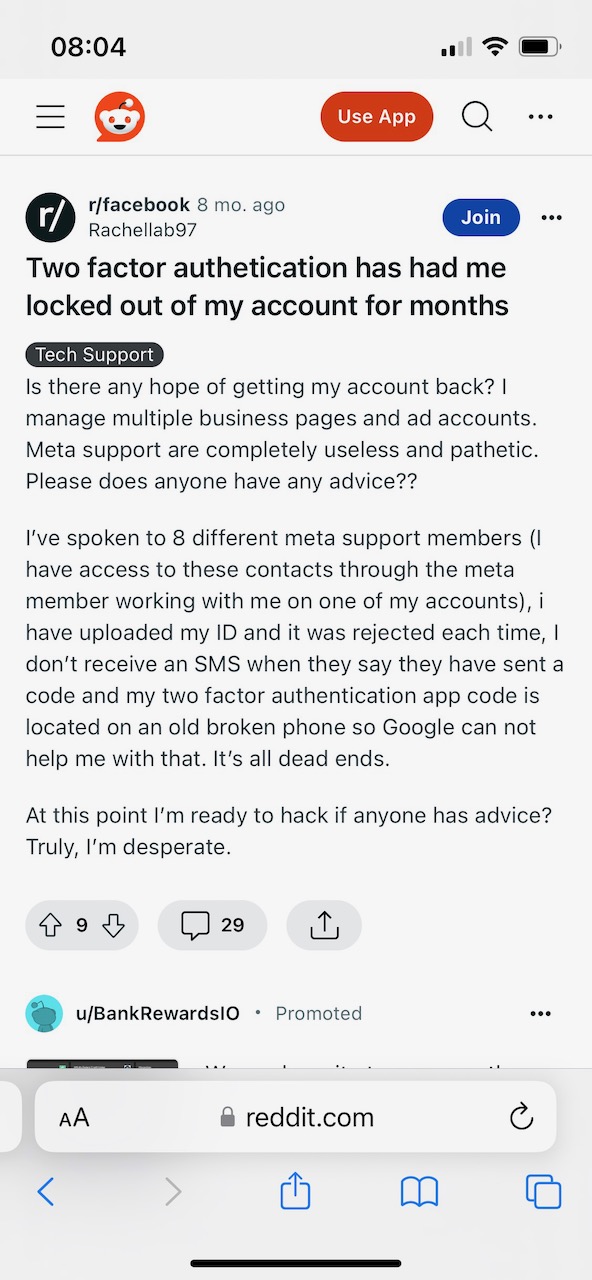 08:04
Use App
r/
r/facebook 8 mo. ago
Rachellab97
Join
Two factor authetication has had me
locked out of my account for months
Tech Support
Is there any hope of getting my account back? I
manage multiple business pages and ad accounts.
Meta support are completely useless and pathetic.
Please does anyone have any advice??
I’ve spoken to 8 different meta support members (I
have access to these contacts through the meta
member working with me on one of my accounts), i
have uploaded my ID and it was rejected each time, I
don’t receive an SMS when they say they have sent a
code and my two factor authentication app code is
located on an old broken phone so Google can not
help me with that. It’s all dead ends.
At this point I’m ready to hack if anyone has advice?
Truly, I’m desperate.
9
29
u/BankRewardsIO • Promoted
AA
reddit.com